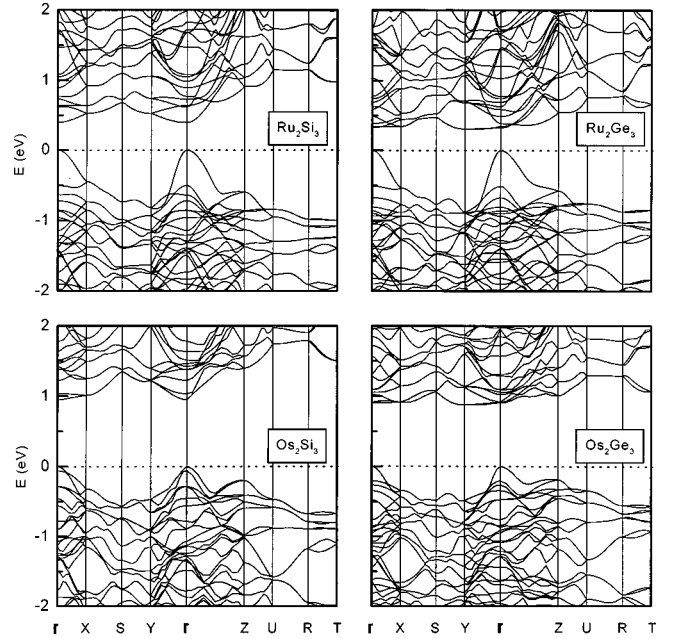 2
1
0
-1
-2
E (eV)
Ru₂Si₃
Ru₂Ge₃
2
1
0
-1
-2
E (eV)
Os₂Si₃
Os₂Ge₃
Γ X S Y Γ Z U R T
Γ X S Y Γ Z U R T